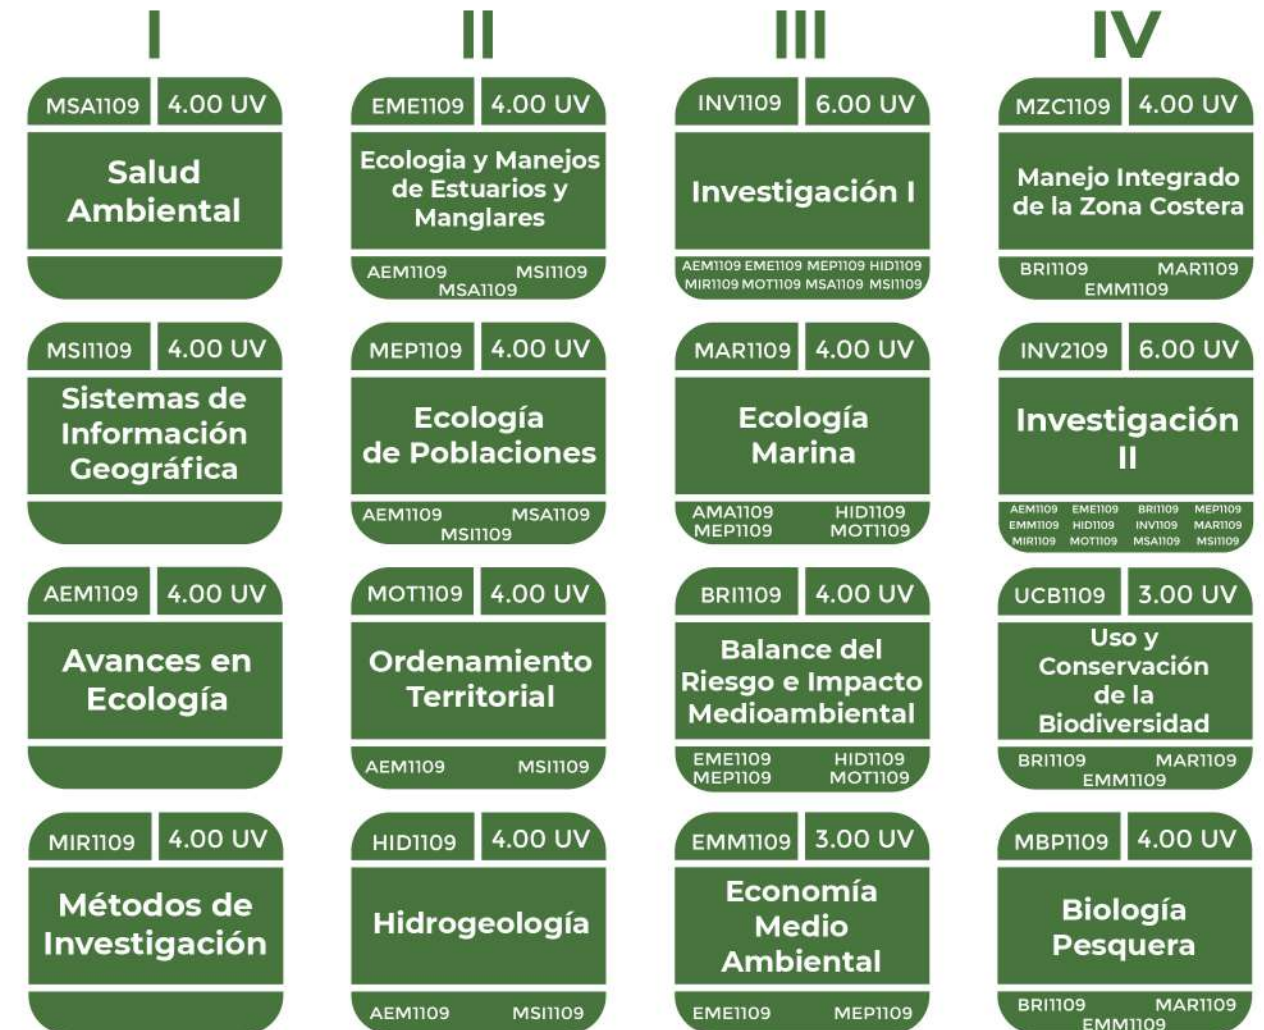 I
II
III
IV
MSA1109 4.00 UV
Salud
Ambiental
EME1109 4.00 UV
Ecologia y Manejos
de Estuarios y
Manglares
AEM1109 MSI1109
MSA1109
INV1109 6.00 UV
Investigación I
AEM1109 EME1109 MEP1109 HID1109
MIR1109 MOT1109 MSA1109 MSI1109
MZC1109 4.00 UV
Manejo Integrado
de la Zona Costera
BRI1109 MAR1109
EMM1109
MSI1109 4.00 UV
Sistemas de
Información
Geográfica
MEP1109 4.00 UV
Ecología
de Poblaciones
AEM1109 MSA1109
MSI1109
MAR1109 4.00 UV
Ecología
Marina
AMA1109 HID1109
MEP1109 MOT1109
INV2109 6.00 UV
Investigación
II
AEM1109 EME1109 BRI1109 MEP1109
EMM1109 HID1109 INV1109 MAR1109
MIR1109 MOT1109 MSA1109 MSI1109
AEM1109 4.00 UV
Avances en
Ecología
MOT1109 4.00 UV
Ordenamiento
Territorial
AEM1109 MSI1109
BRI1109 4.00 UV
Balance del
Riesgo e Impacto
Medioambiental
EME1109 HID1109
MEP1109 MOT1109
UCB1109 3.00 UV
Uso y
Conservación
de la
Biodiversidad
BRI1109 MAR1109
EMM1109
MIR1109 4.00 UV
Métodos de
Investigación
HID1109 4.00 UV
Hidrogeología
AEM1109 MSI1109
EMM1109 3.00 UV
Economía
Medio
Ambiental
EME1109 MEP1109
MBP1109 4.00 UV
Biología
Pesquera
BRI1109 MAR1109
EMM1109